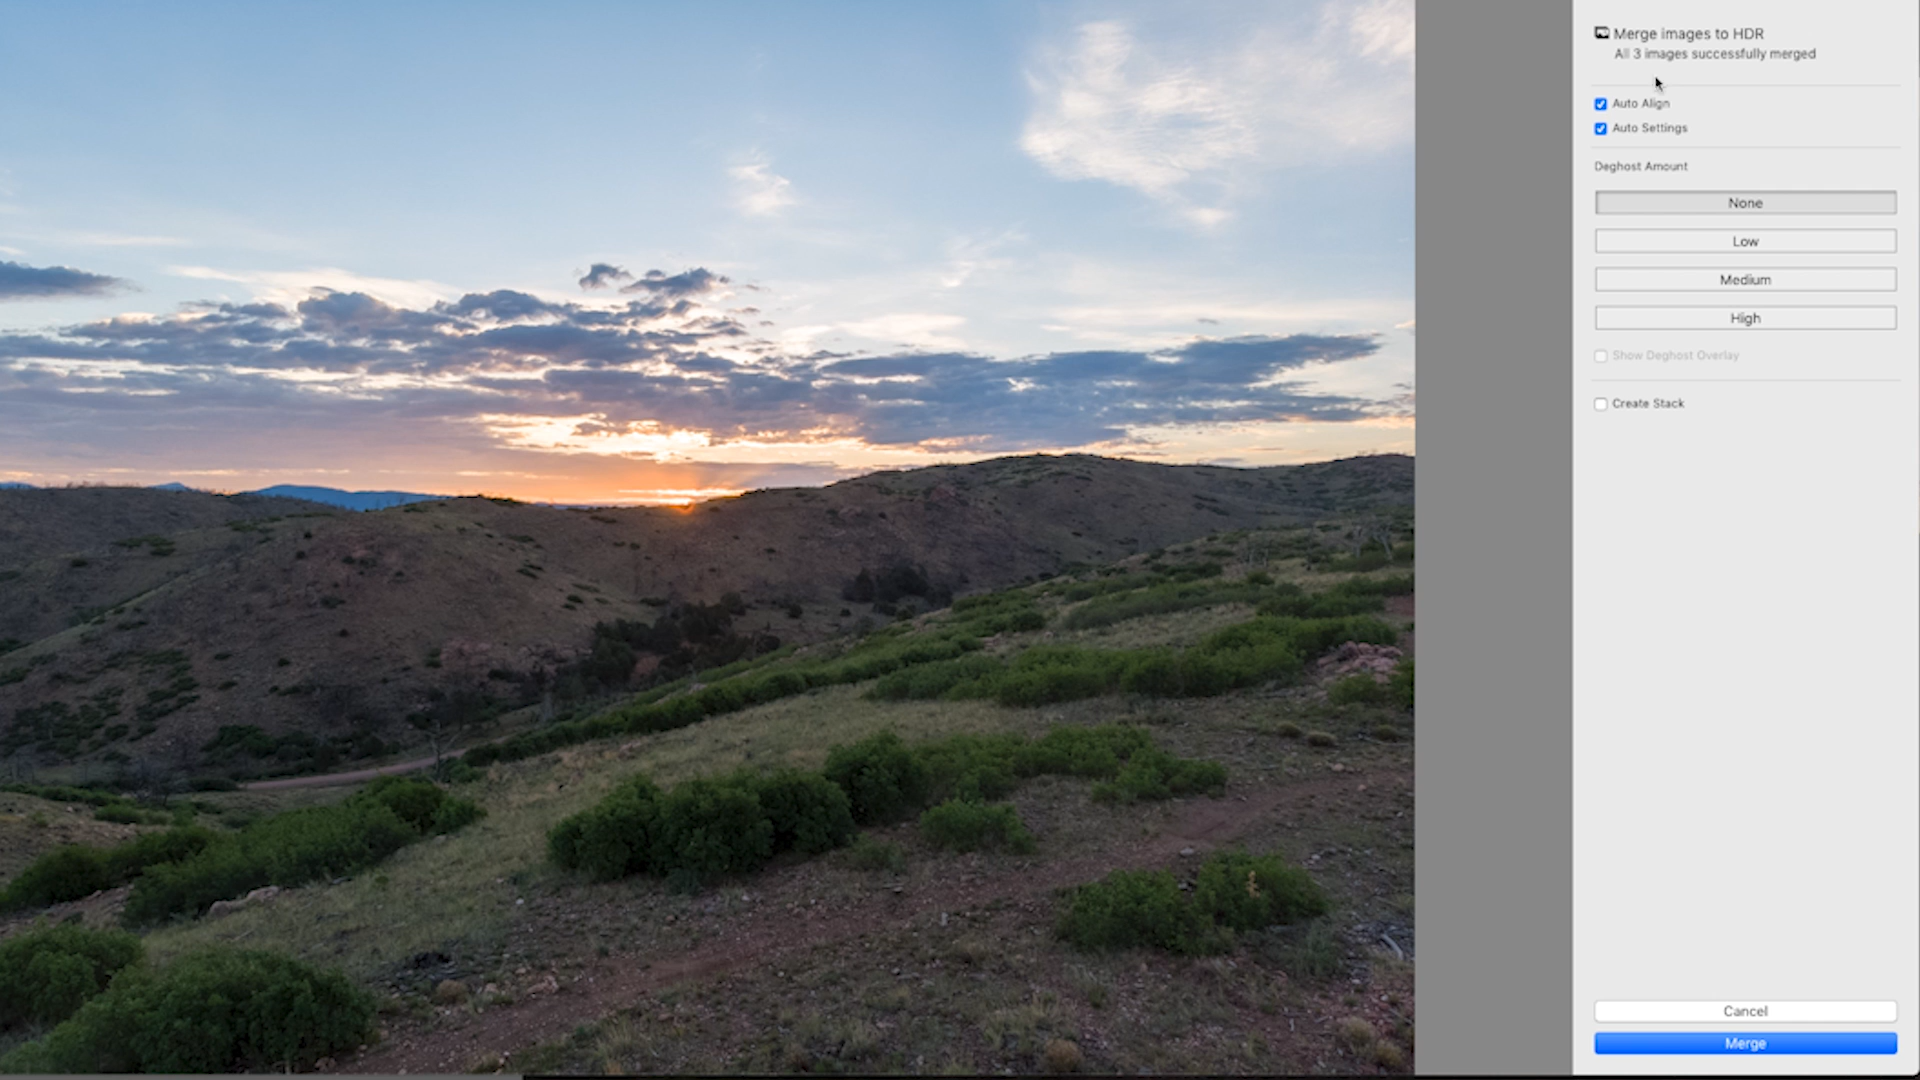 Merge images to HDR
All 3 images successfully merged
Auto Align
Auto Settings
Deghost Amount
None
Low
Medium
High
Show Deghost Overlay
Create Stack
Cancel
Merge